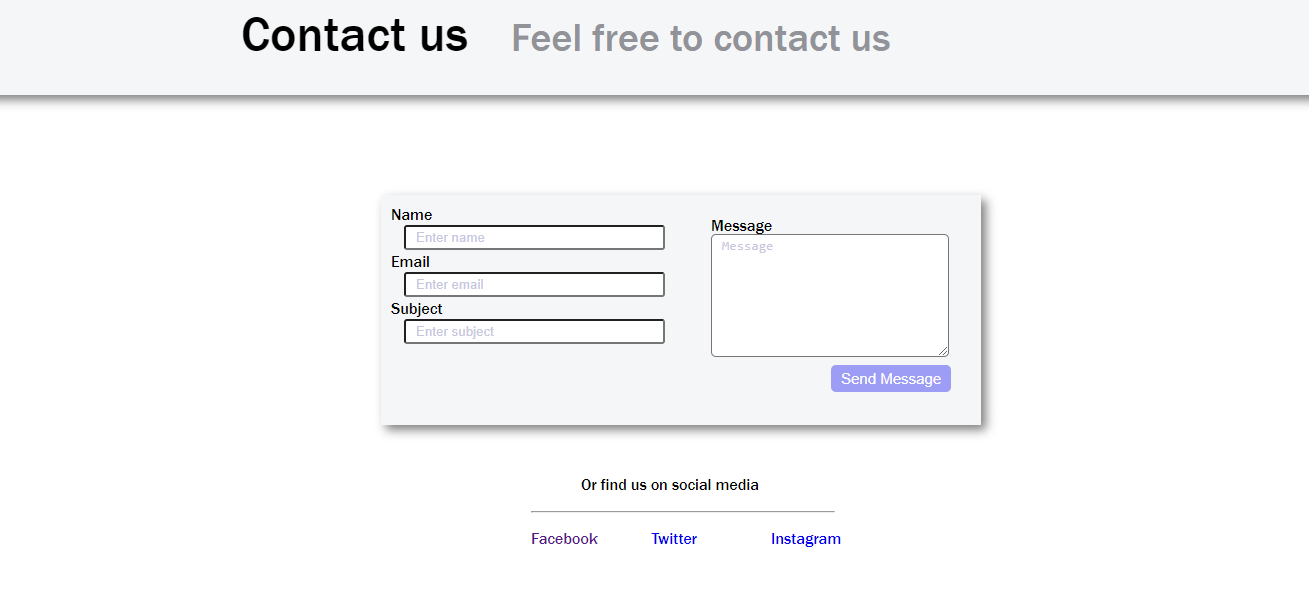 Contact us Feel free to contact us
Name
Enter name
Email
Enter email
Subject
Enter subject
Message
Message
Send Message
Or find us on social media
Facebook Twitter Instagram